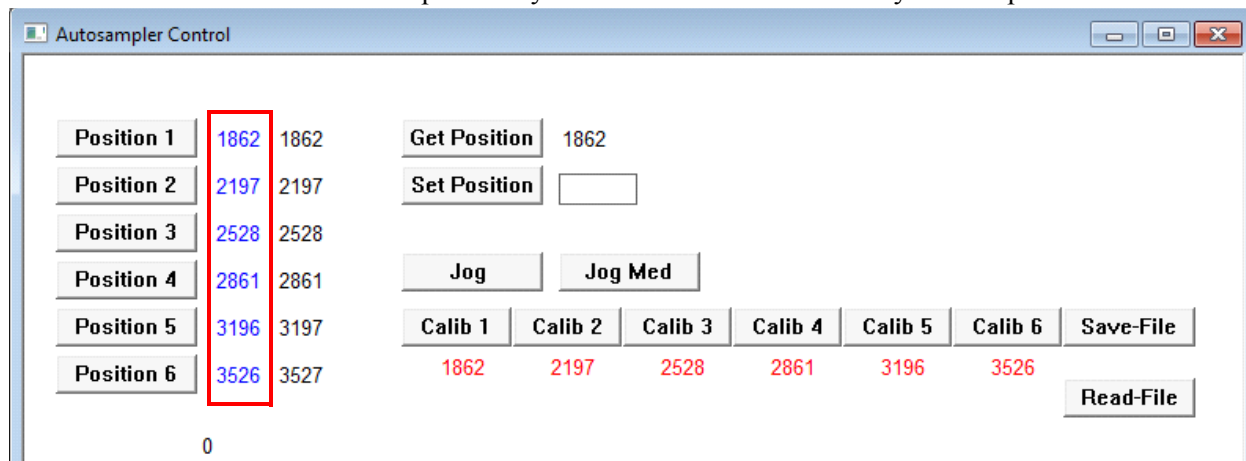 Autosampler Control
Position 1 1862 1862 Get Position 1862
Position 2 2197 2197 Set Position
Position 3 2528 2528
Position 4 2861 2861 Jog Jog Med
Position 5 3196 3197 Calib 1 Calib 2 Calib 3 Calib 4 Calib 5 Calib 6 Save-File
Position 6 3526 3527 1862 2197 2528 2861 3196 3526
Read-File
0